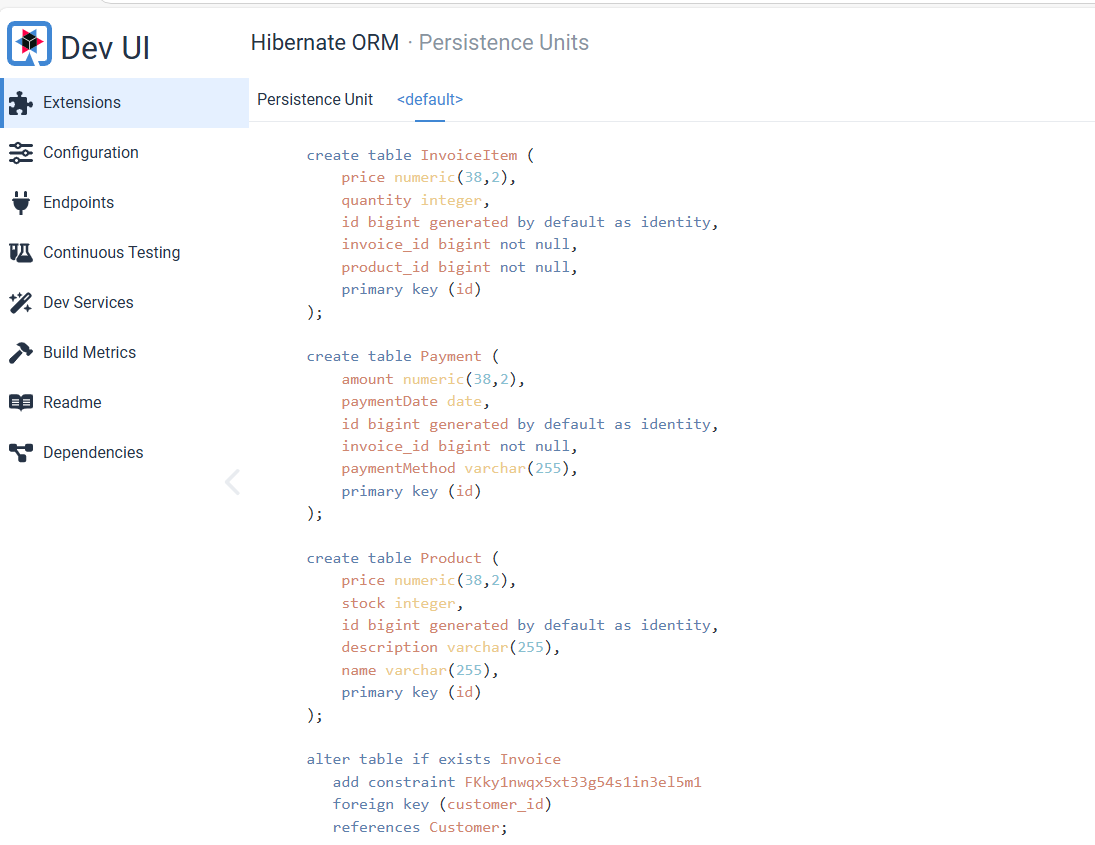 Dev UI
Hibernate ORM · Persistence Units
Extensions
Configuration
Endpoints
Continuous Testing
Dev Services
Build Metrics
Readme
Dependencies
Persistence Unit <default>
create table InvoiceItem (
    price numeric(38,2),
    quantity integer,
    id bigint generated by default as identity,
    invoice_id bigint not null,
    product_id bigint not null,
    primary key (id)
);
create table Payment (
    amount numeric(38,2),
    paymentDate date,
    id bigint generated by default as identity,
    invoice_id bigint not null,
    paymentMethod varchar(255),
    primary key (id)
);
create table Product (
    price numeric(38,2),
    stock integer,
    id bigint generated by default as identity,
    description varchar(255),
    name varchar(255),
    primary key (id)
);
alter table if exists Invoice
   add constraint FKky1nwqx5xt33g54s1in3el5m1
   foreign key (customer_id)
   references Customer;